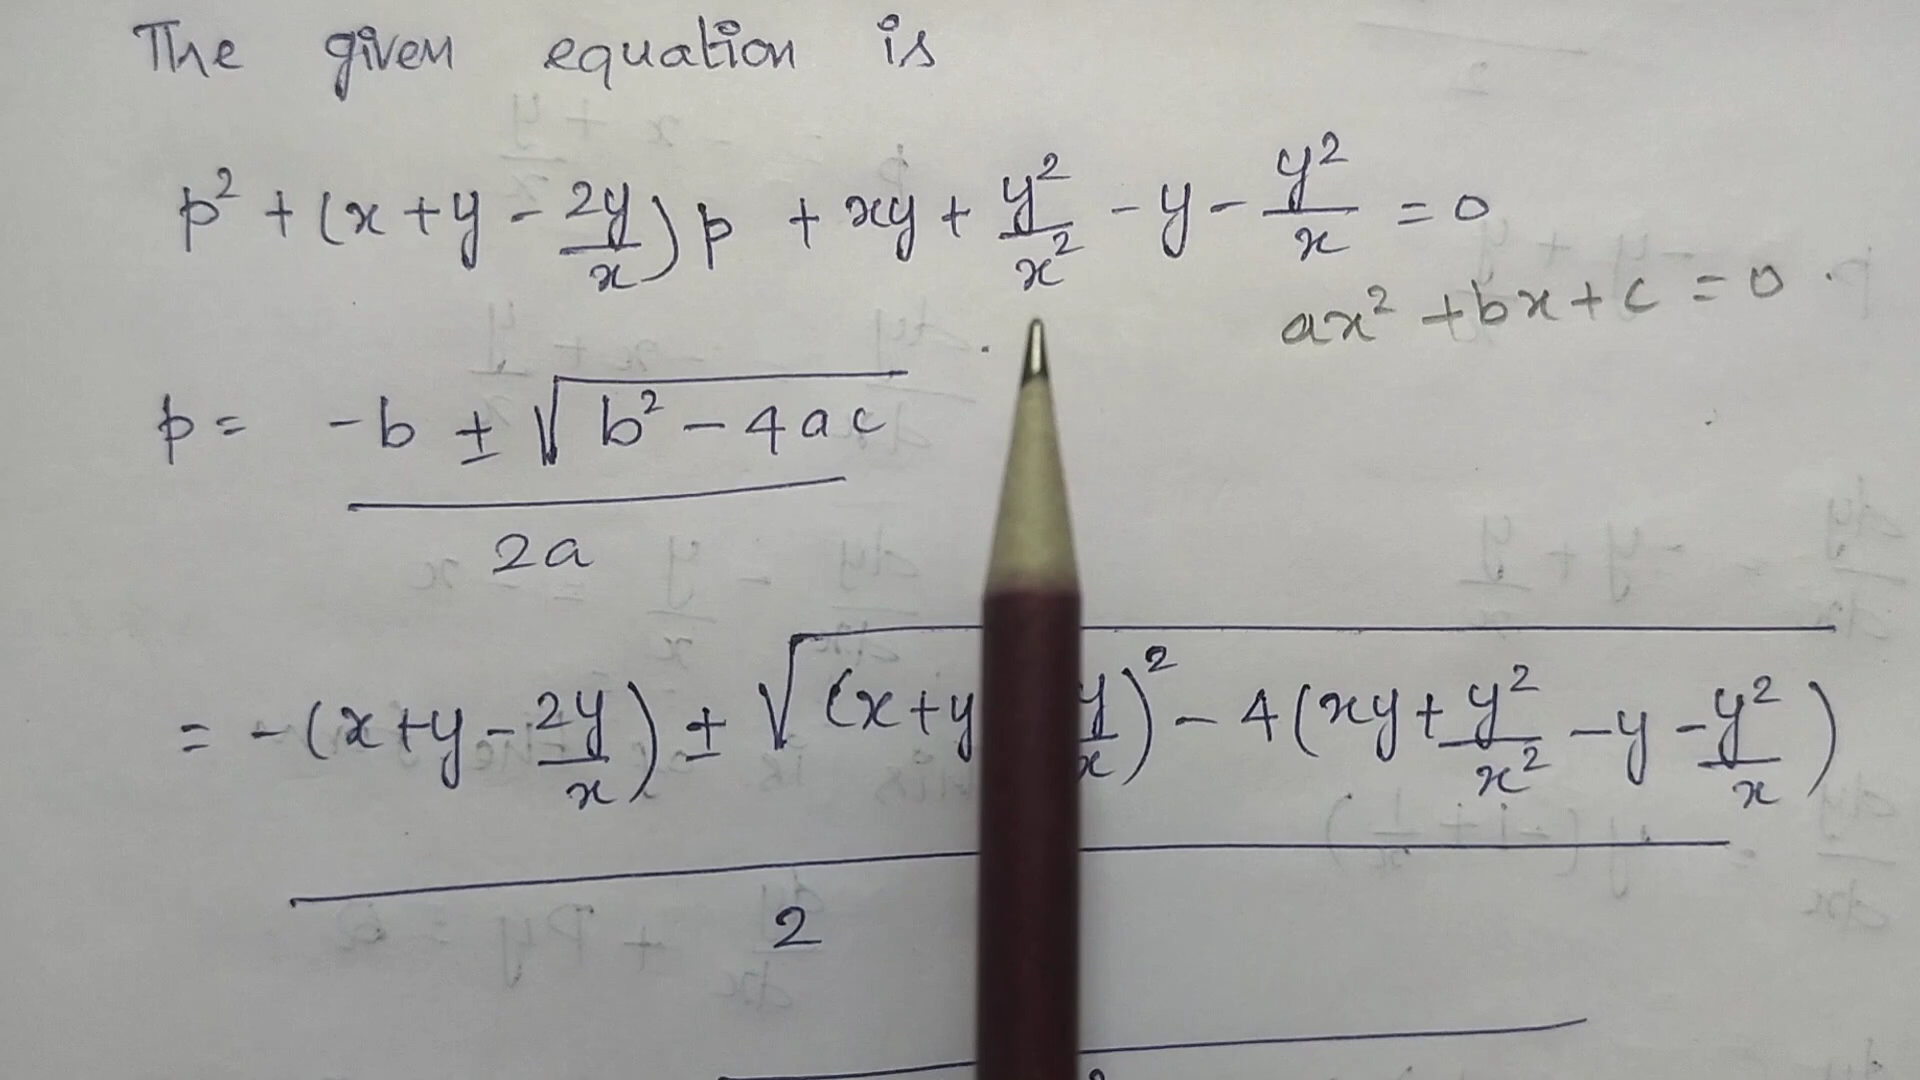 The given equation is
p² + (x + y - 2y/x) p + xy + y²/x² - y - y²/x = 0
ax² + bx + c = 0
p = -b ± √(b² - 4ac) / 2a
= -(x + y - 2y/x) ± √((x + y y/x)² - 4(xy + y²/x² - y - y²/x)) / 2